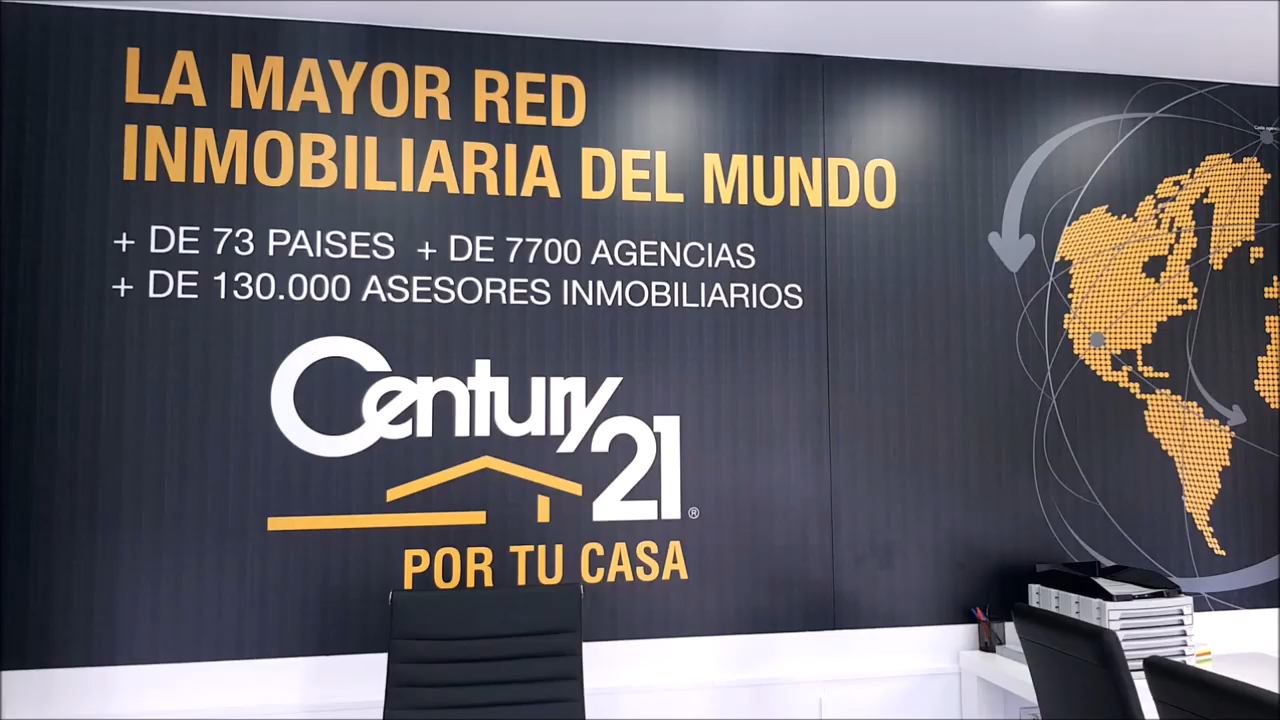 LA MAYOR RED
INMOBILIARIA DEL MUNDO
+ DE 73 PAISES + DE 7700 AGENCIAS
+ DE 130.000 ASESORES INMOBILIARIOS
Century
21®
POR TU CASA